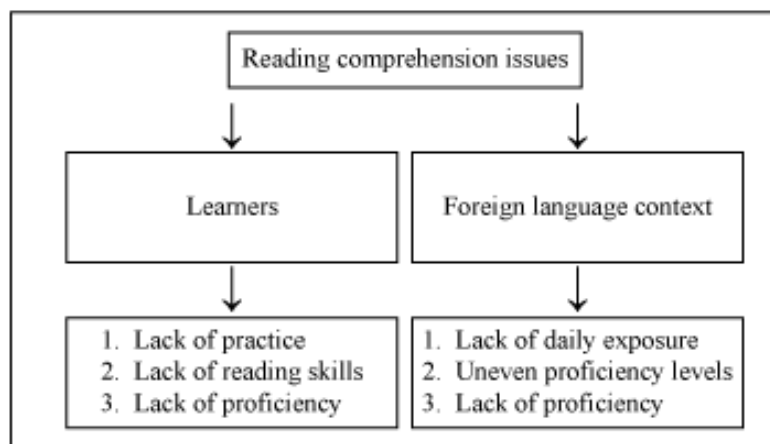 Reading comprehension issues
Learners
Foreign language context
1. Lack of practice
2. Lack of reading skills
3. Lack of proficiency
1. Lack of daily exposure
2. Uneven proficiency levels
3. Lack of proficiency